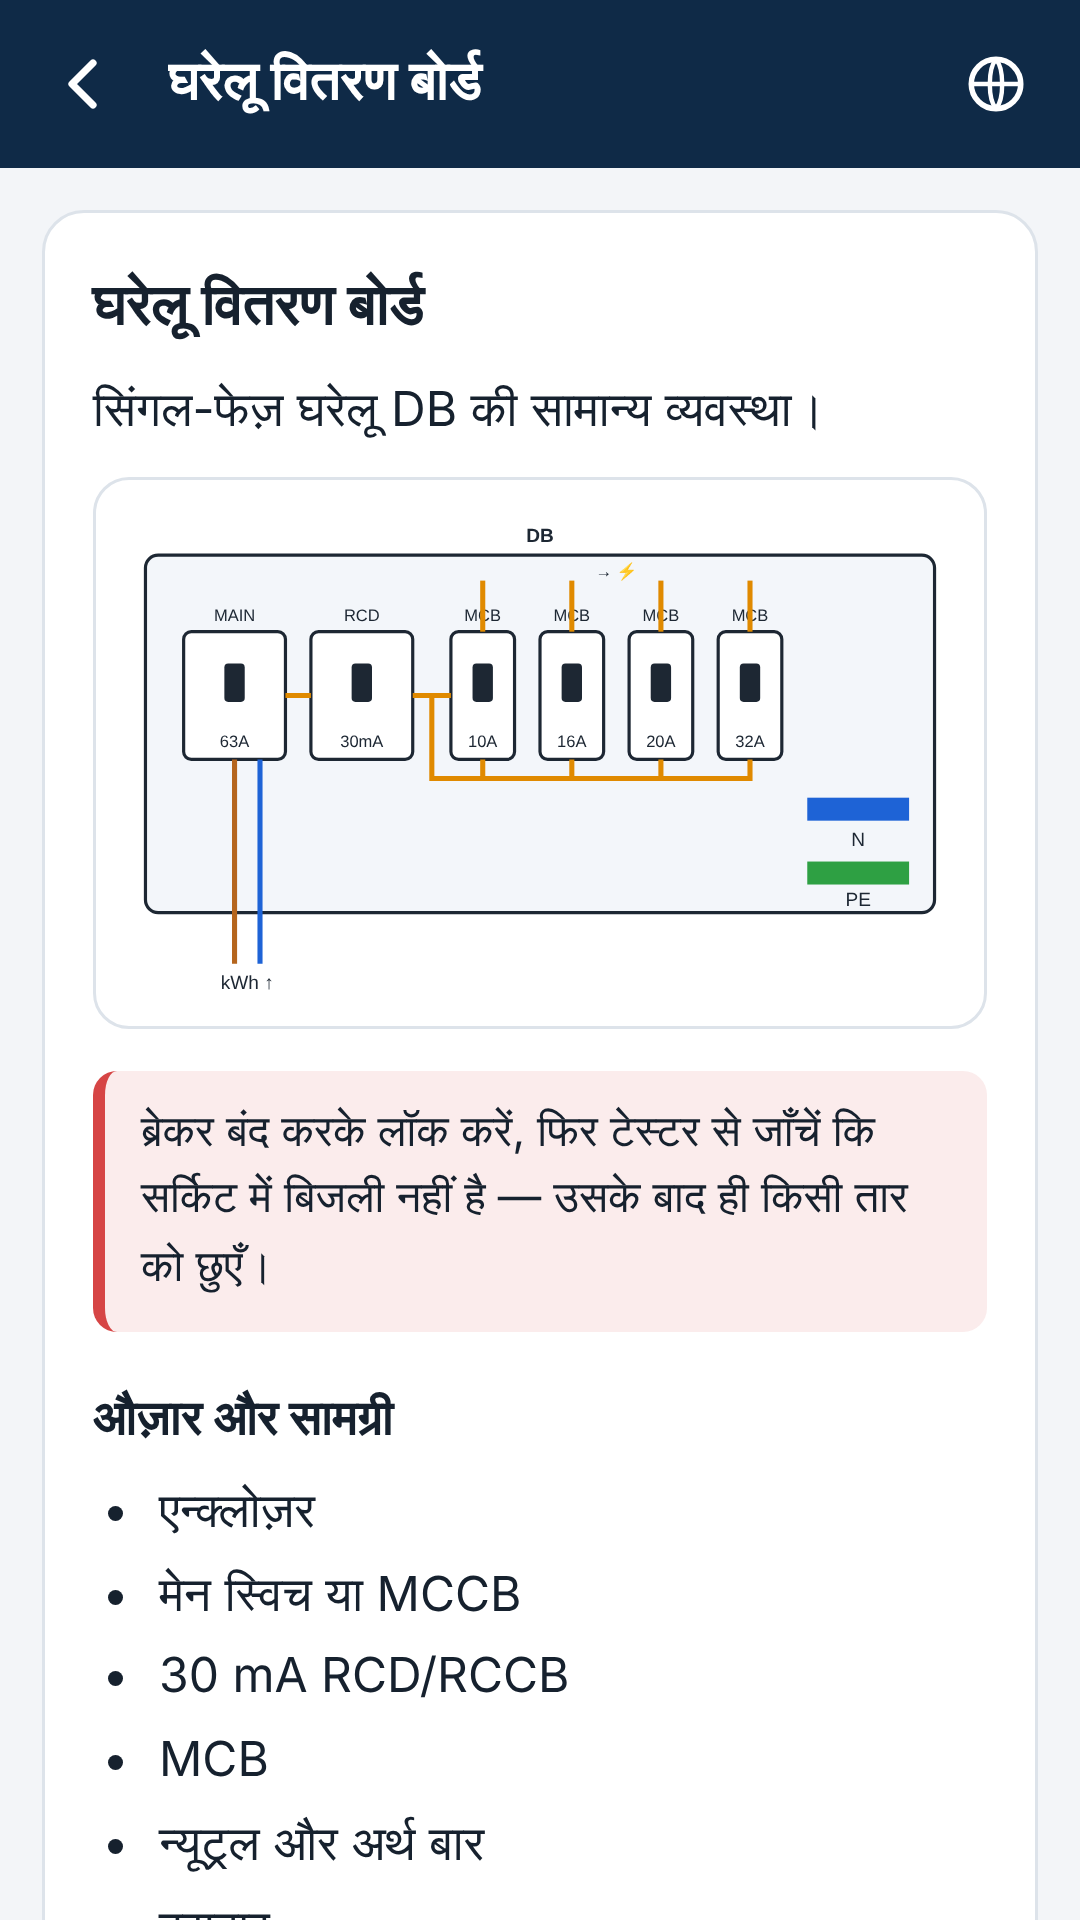 घरेलू वितरण बोर्ड
घरेलू वितरण बोर्ड
सिंगल-फेज़ घरेलू DB की सामान्य व्यवस्था।
DB
→ ⚡
MAIN RCD MCB MCB MCB MCB
63A 30mA 10A 16A 20A 32A
N
PE
kWh ↑
ब्रेकर बंद करके लॉक करें, फिर टेस्टर से जाँचें कि
सर्किट में बिजली नहीं है — उसके बाद ही किसी तार
को छुएँ।
औज़ार और सामग्री
• एन्क्लोज़र
• मेन स्विच या MCCB
• 30 mA RCD/RCCB
• MCB
• न्यूट्रल और अर्थ बार